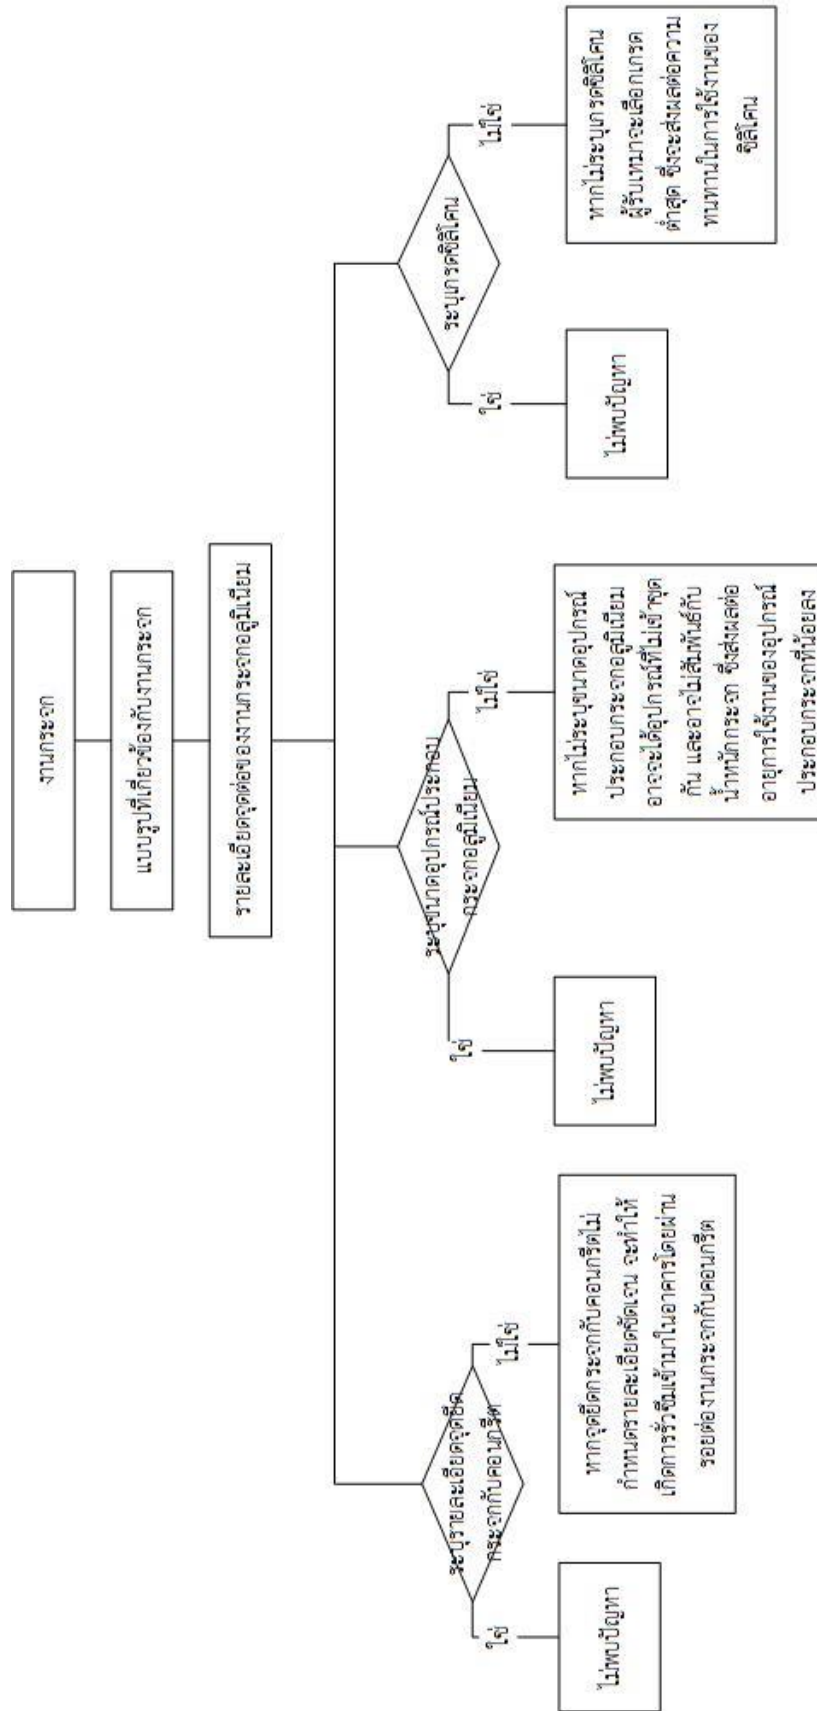 งานกระจก
แบบรูปที่เกี่ยวข้องกับงานกระจก
รายละเอียดจุดต่อของงานกระจกอลูมิเนียม
ระบุรายละเอียดจุดยึด
กระจกกับคอนกรีต
ใช่
ไม่ใช่
ไม่พบปัญหา
หากจุดยึดกระจกกับคอนกรีตไม่
กำหนดรายละเอียดชัดเจน จะทำให้
เกิดการรั่วซึมเข้ามาในอาคารโดยผ่าน
รอยต่องานกระจกกับคอนกรีต
ระบุขนาดอุปกรณ์ประกอบ
กระจกอลูมิเนียม
ใช่
ไม่ใช่
ไม่พบปัญหา
หากไม่ระบุขนาดอุปกรณ์
ประกอบกระจกอลูมิเนียม
อาจจะได้อุปกรณ์ที่ไม่เข้าชุด
กัน และอาจไม่สัมพันธ์กับ
น้ำหนักกระจก ซึ่งส่งผลต่อ
อายุการใช้งานของอุปกรณ์
ประกอบกระจกที่น้อยลง
ระบุเกรดซิลิโคน
ใช่
ไม่ใช่
ไม่พบปัญหา
หากไม่ระบุเกรดซิลิโคน
ผู้รับเหมาจะเลือกเกรด
ต่ำสุด ซึ่งจะส่งผลต่อความ
ทนทานในการใช้งานของ
ซิลิโคน